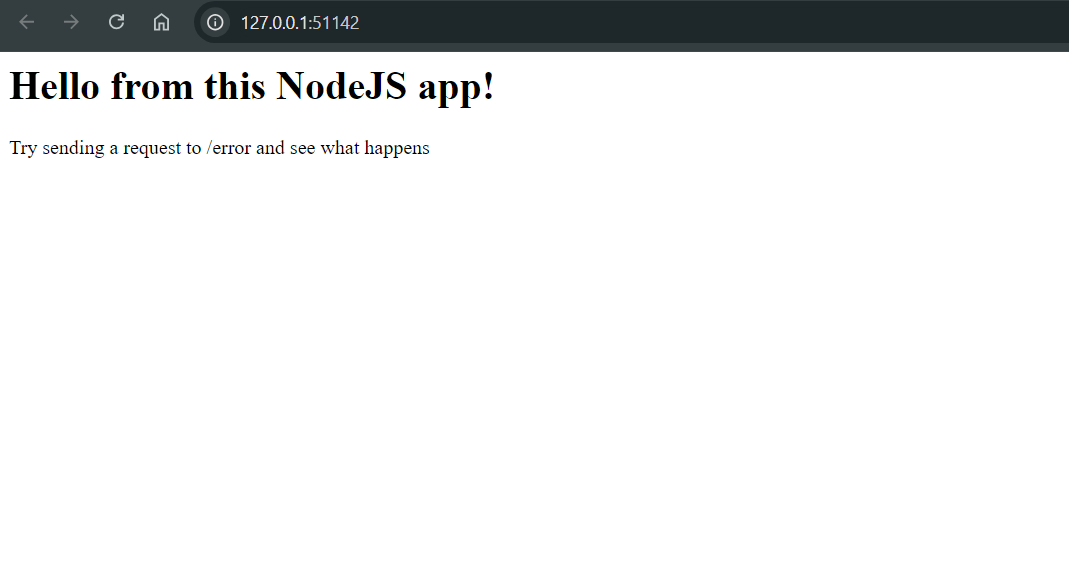 127.0.0.1:51142
Hello from this NodeJS app!
Try sending a request to /error and see what happens